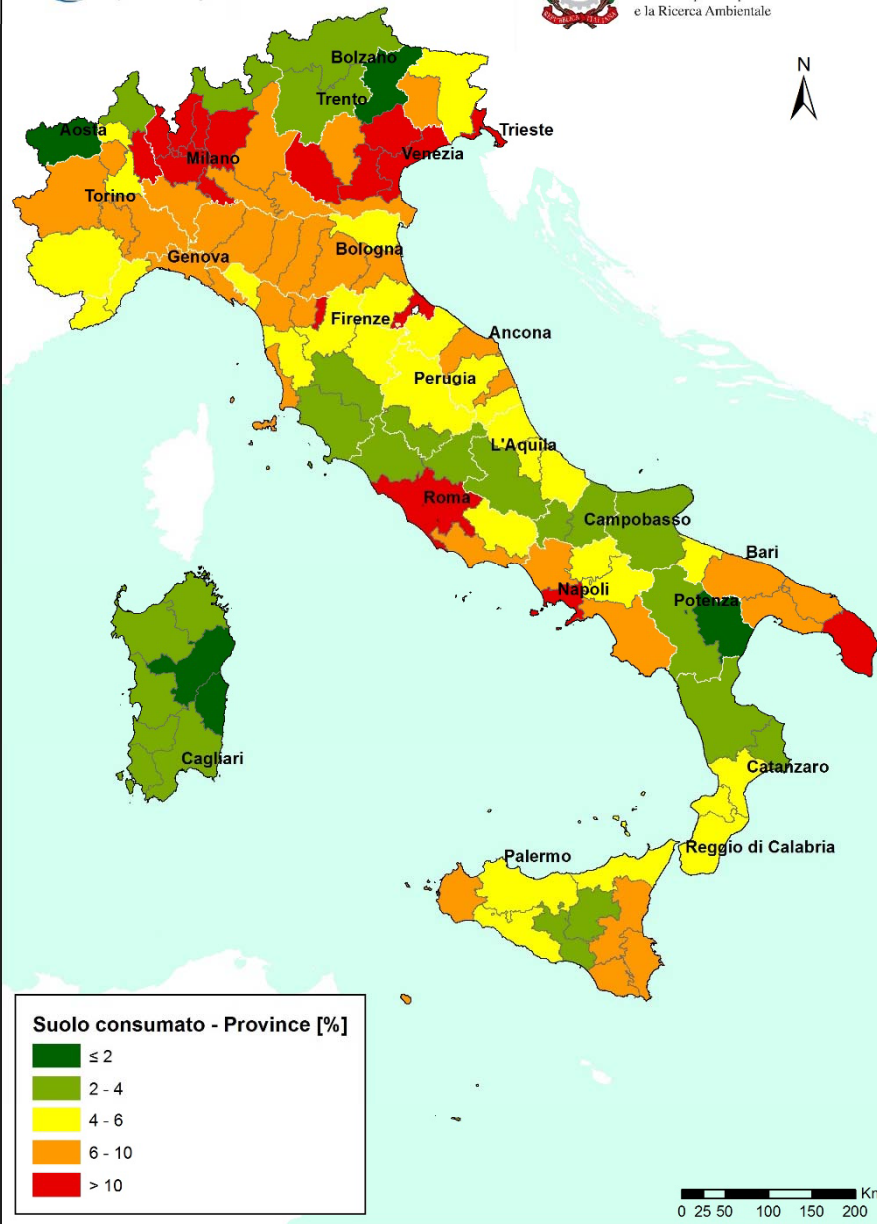 e la Ricerca Ambientale
N
Bolzano
Trento
Aosta
Trieste
Milano
Venezia
Torino
Genova
Bologna
Firenze
Ancona
Perugia
L'Aquila
Roma
Campobasso
Bari
Napoli
Potenza
Cagliari
Catanzaro
Reggio di Calabria
Palermo
Suolo consumato - Province [%]
≤ 2
2 - 4
4 - 6
6 - 10
> 10
Km
0 25 50 100 150 200